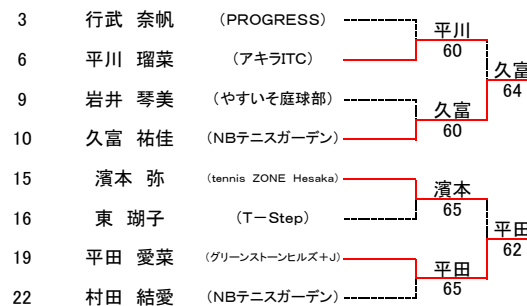 3 行武 奈帆 (PROGRESS)
平川
6 平川 瑠菜 (アキラITC) 60
久富
64
9 岩井 琴美 (やすいそ庭球部)
久富
10 久富 祐佳 (NBテニスガーデン) 60
15 濱本 弥 (tennis ZONE Hesaka)
濱本
16 東 瑚子 (T-Step) 65
平田
62
19 平田 愛菜 (グリーンストーンヒルズ+J)
平田
22 村田 結愛 (NBテニスガーデン) 65